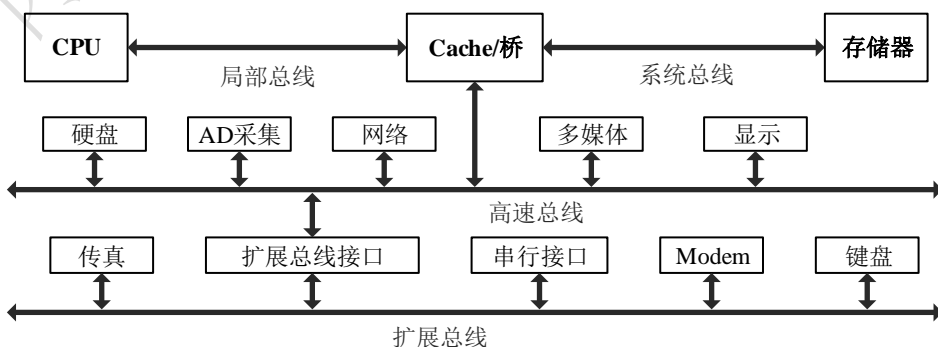 CPU
Cache/桥
存储器
局部总线
系统总线
硬盘
AD采集
网络
多媒体
显示
高速总线
传真
扩展总线接口
串行接口
Modem
键盘
扩展总线